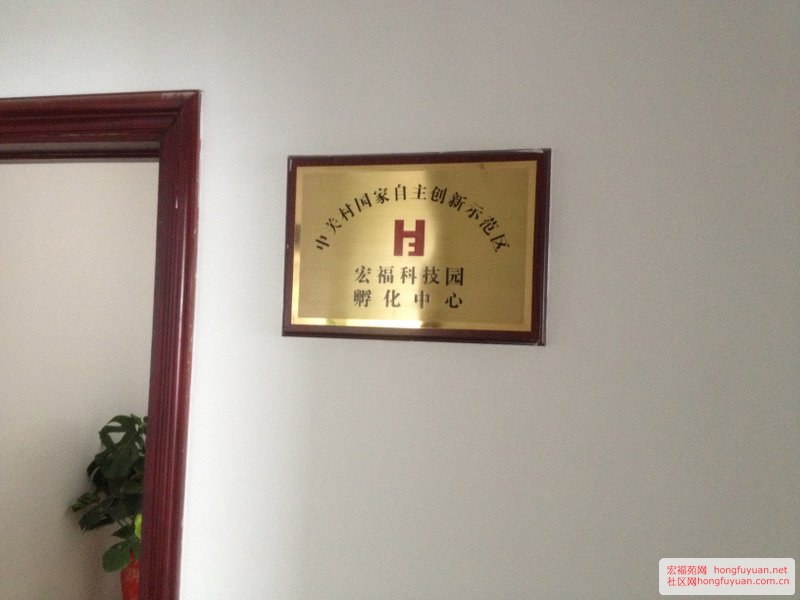 中关村国家自主创新示范区
宏福科技园
孵化中心
宏福苑网 hongfuyuan.net
社区网hongfuyuan.com.cn